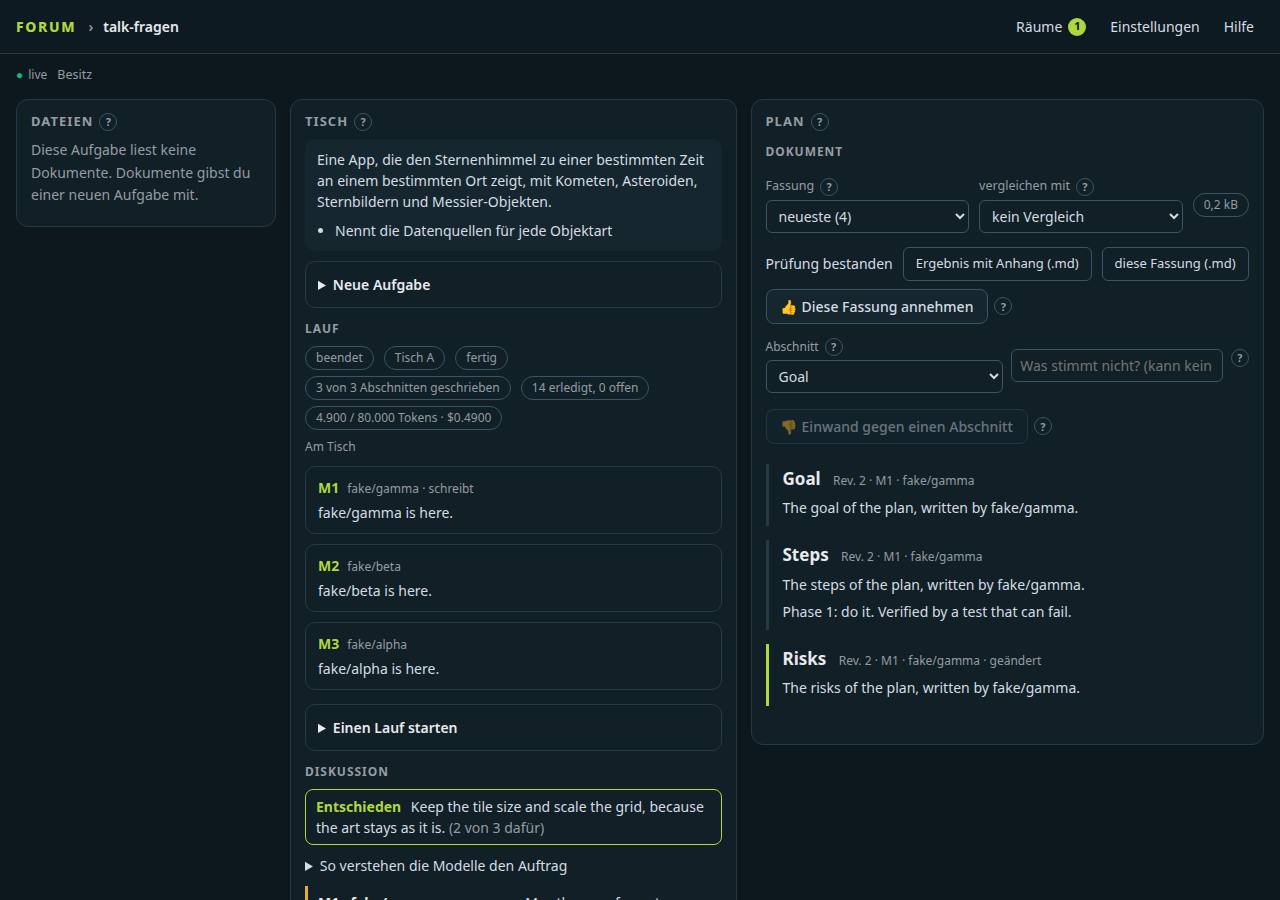 FORUM › talk-fragen
Räume 1 Einstellungen Hilfe
live Besitz
DATEIEN ?
Diese Aufgabe liest keine
Dokumente. Dokumente gibst du
einer neuen Aufgabe mit.
TISCH ?
Eine App, die den Sternenhimmel zu einer bestimmten Zeit
an einem bestimmten Ort zeigt, mit Kometen, Asteroiden,
Sternbildern und Messier-Objekten.
• Nennt die Datenquellen für jede Objektart
Neue Aufgabe
LAUF
beendet Tisch A fertig
3 von 3 Abschnitten geschrieben 14 erledigt, 0 offen
4.900 / 80.000 Tokens · $0.4900
Am Tisch
M1 fake/gamma · schreibt
fake/gamma is here.
M2 fake/beta
fake/beta is here.
M3 fake/alpha
fake/alpha is here.
Einen Lauf starten
DISKUSSION
Entschieden Keep the tile size and scale the grid, because
the art stays as it is. (2 von 3 dafür)
So verstehen die Modelle den Auftrag
PLAN ?
DOKUMENT
Fassung ? vergleichen mit ?
neueste (4) kein Vergleich 0,2 kB
Prüfung bestanden Ergebnis mit Anhang (.md) diese Fassung (.md)
👍 Diese Fassung annehmen ?
Abschnitt ?
Goal Was stimmt nicht? (kann kein ?
👎 Einwand gegen einen Abschnitt ?
Goal Rev. 2 · M1 · fake/gamma
The goal of the plan, written by fake/gamma.
Steps Rev. 2 · M1 · fake/gamma
The steps of the plan, written by fake/gamma.
Phase 1: do it. Verified by a test that can fail.
Risks Rev. 2 · M1 · fake/gamma · geändert
The risks of the plan, written by fake/gamma.